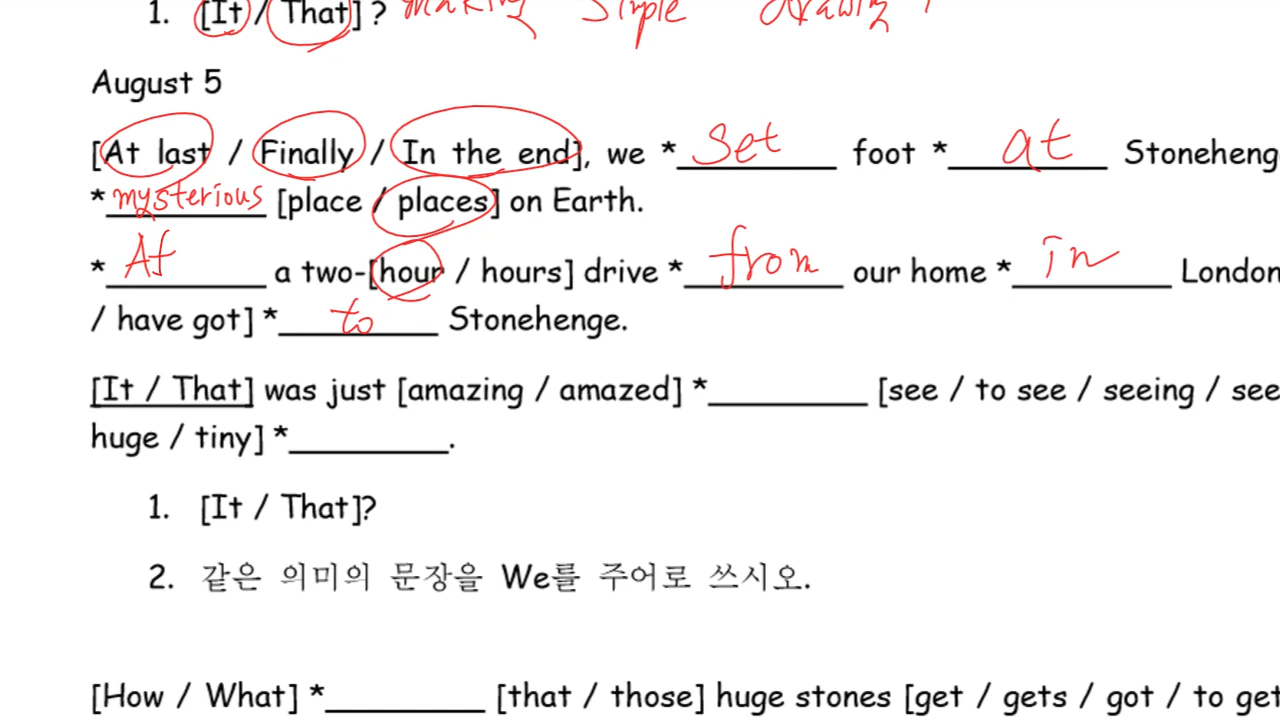 1. [It / That] ? making simple drawing
August 5
[At last / Finally / In the end], we * set foot * at Stoneheng
* mysterious [place / places] on Earth.
* Af a two-[hour / hours] drive * from our home * in London
/ have got] * to Stonehenge.
[It / That] was just [amazing / amazed] *__________ [see / to see / seeing / see
huge / tiny] *__________.
1. [It / That]?
2. 같은 의미의 문장을 We를 주어로 쓰시오.
[How / What] *__________ [that / those] huge stones [get / gets / got / to get